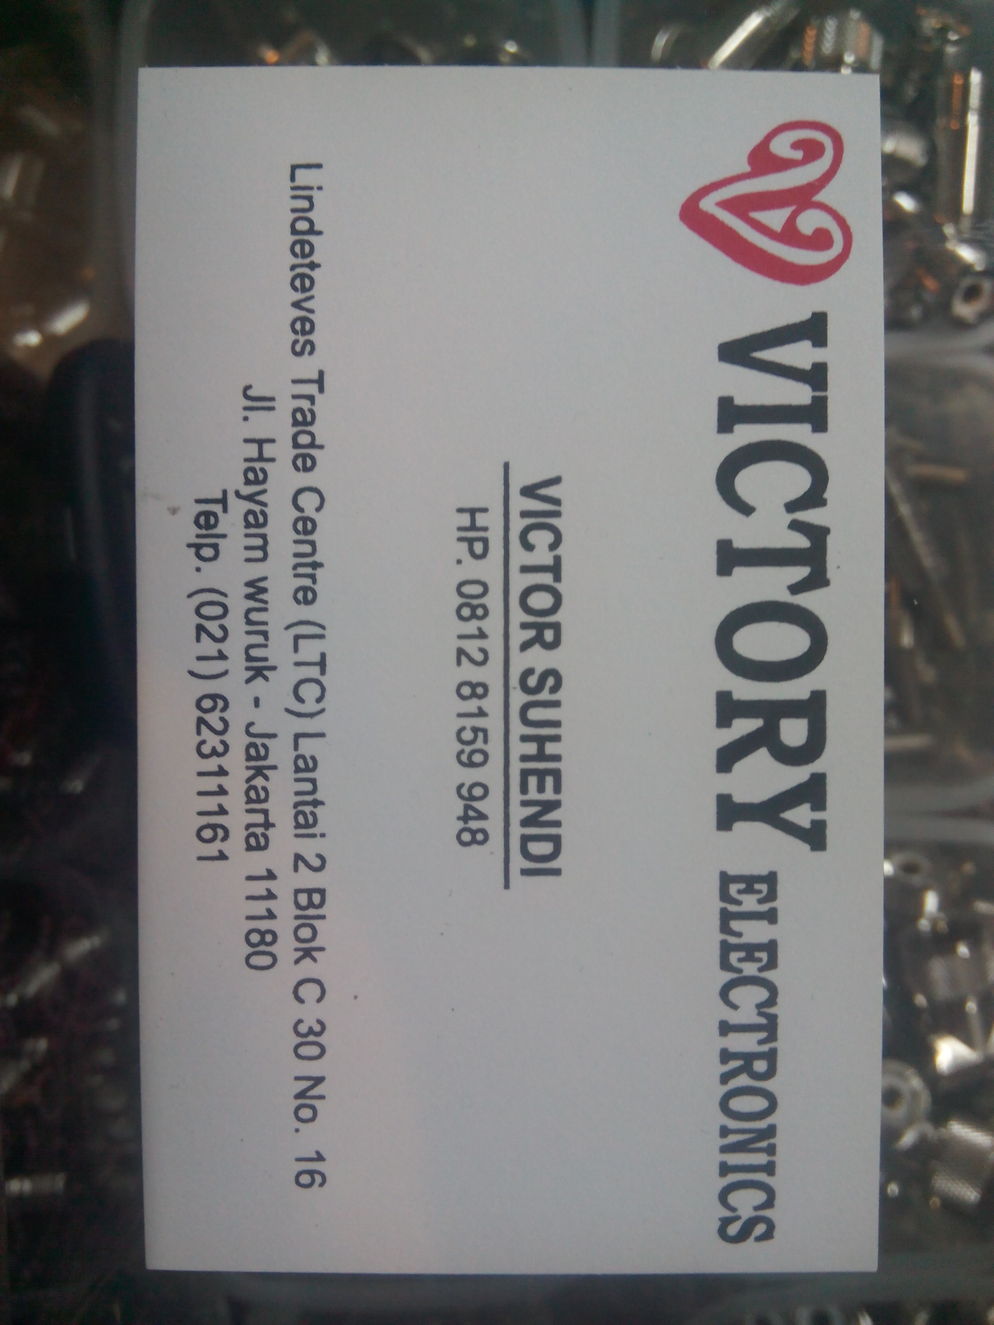 VICTORY ELECTRONICS
VICTOR SUHENDI
HP. 0812 8159 948
Lindeteves Trade Centre (LTC) Lantai 2 Blok C 30 No. 16
Jl. Hayam wuruk - Jakarta 11180
Telp. (021) 62311161